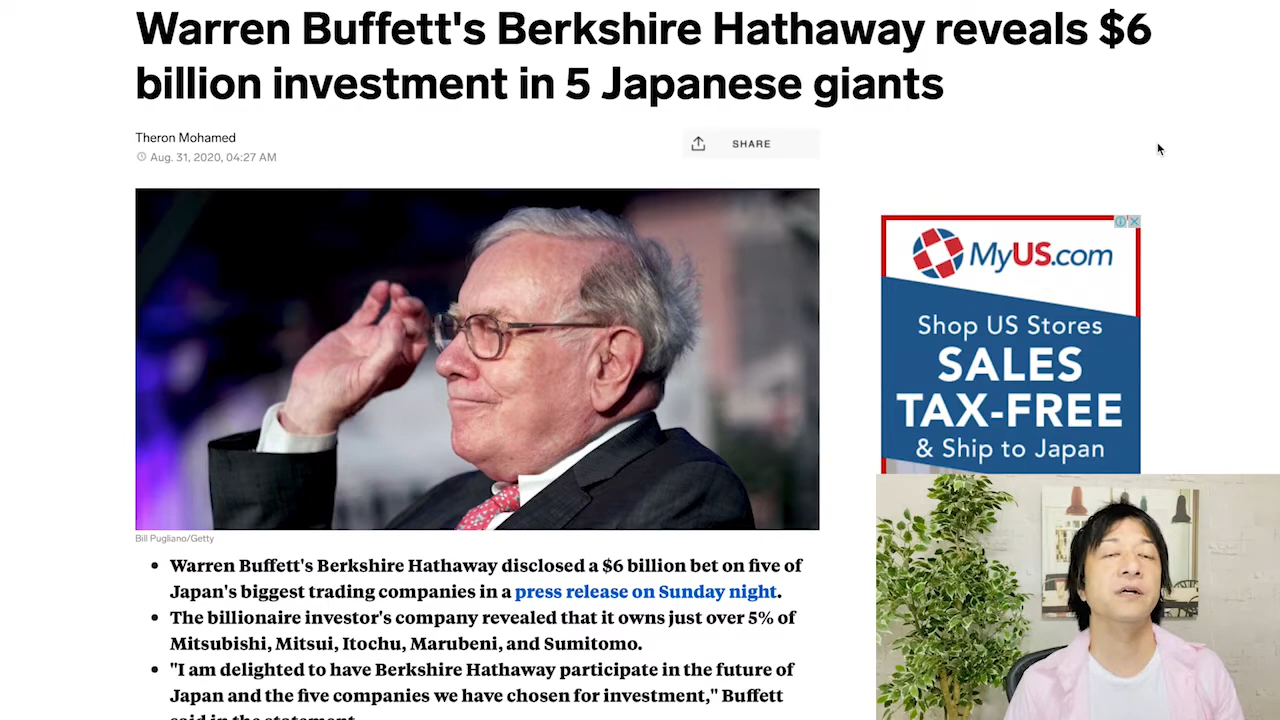 Warren Buffett's Berkshire Hathaway reveals $6
billion investment in 5 Japanese giants
Theron Mohamed
Aug. 31, 2020, 04:27 AM
SHARE
MyUS.com
Shop US Stores
SALES
TAX-FREE
& Ship to Japan
Bill Pugliano/Getty
• Warren Buffett's Berkshire Hathaway disclosed a $6 billion bet on five of
Japan's biggest trading companies in a press release on Sunday night.
• The billionaire investor's company revealed that it owns just over 5% of
Mitsubishi, Mitsui, Itochu, Marubeni, and Sumitomo.
• "I am delighted to have Berkshire Hathaway participate in the future of
Japan and the five companies we have chosen for investment," Buffett
said in the statement.